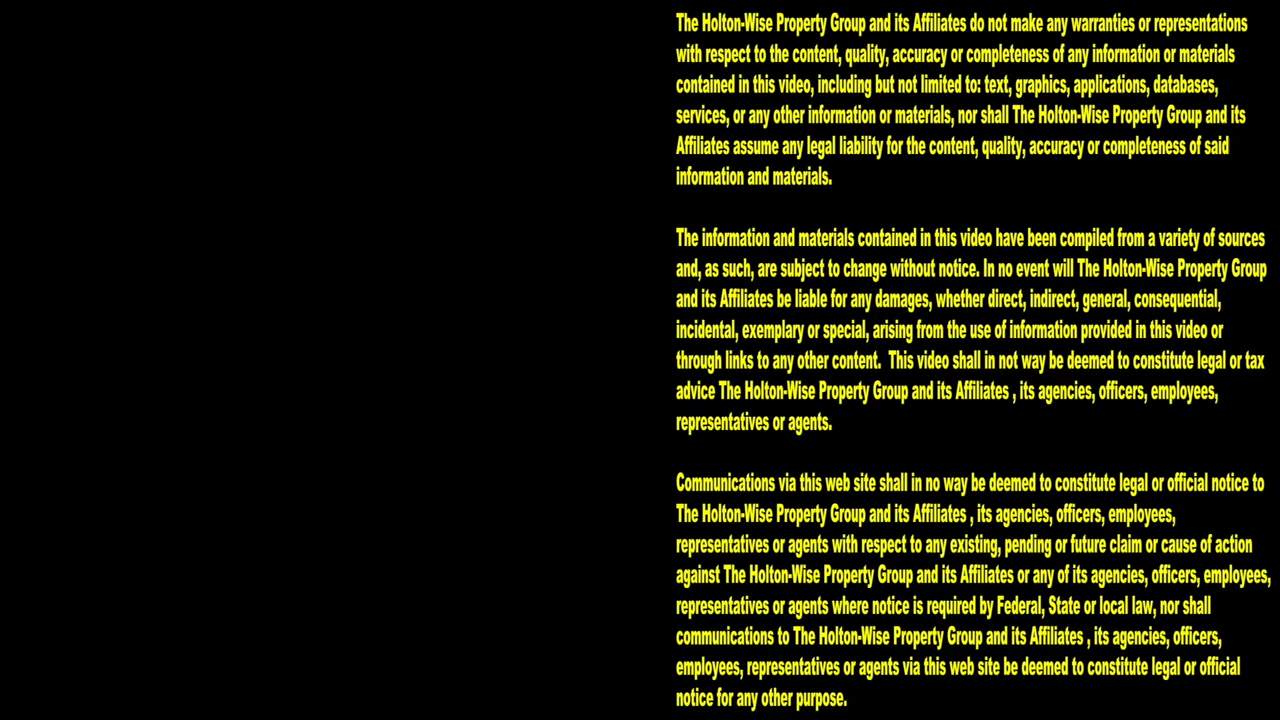 The Holton-Wise Property Group and its Affiliates do not make any warranties or representations
with respect to the content, quality, accuracy or completeness of any information or materials
contained in this video, including but not limited to: text, graphics, applications, databases,
services, or any other information or materials, nor shall The Holton-Wise Property Group and its
Affiliates assume any legal liability for the content, quality, accuracy or completeness of said
information and materials.
The information and materials contained in this video have been compiled from a variety of sources
and, as such, are subject to change without notice. In no event will The Holton-Wise Property Group
and its Affiliates be liable for any damages, whether direct, indirect, general, consequential,
incidental, exemplary or special, arising from the use of information provided in this video or
through links to any other content.  This video shall in not way be deemed to constitute legal or tax
advice The Holton-Wise Property Group and its Affiliates , its agencies, officers, employees,
representatives or agents.
Communications via this web site shall in no way be deemed to constitute legal or official notice to
The Holton-Wise Property Group and its Affiliates , its agencies, officers, employees,
representatives or agents with respect to any existing, pending or future claim or cause of action
against The Holton-Wise Property Group and its Affiliates or any of its agencies, officers, employees,
representatives or agents where notice is required by Federal, State or local law, nor shall
communications to The Holton-Wise Property Group and its Affiliates , its agencies, officers,
employees, representatives or agents via this web site be deemed to constitute legal or official
notice for any other purpose.